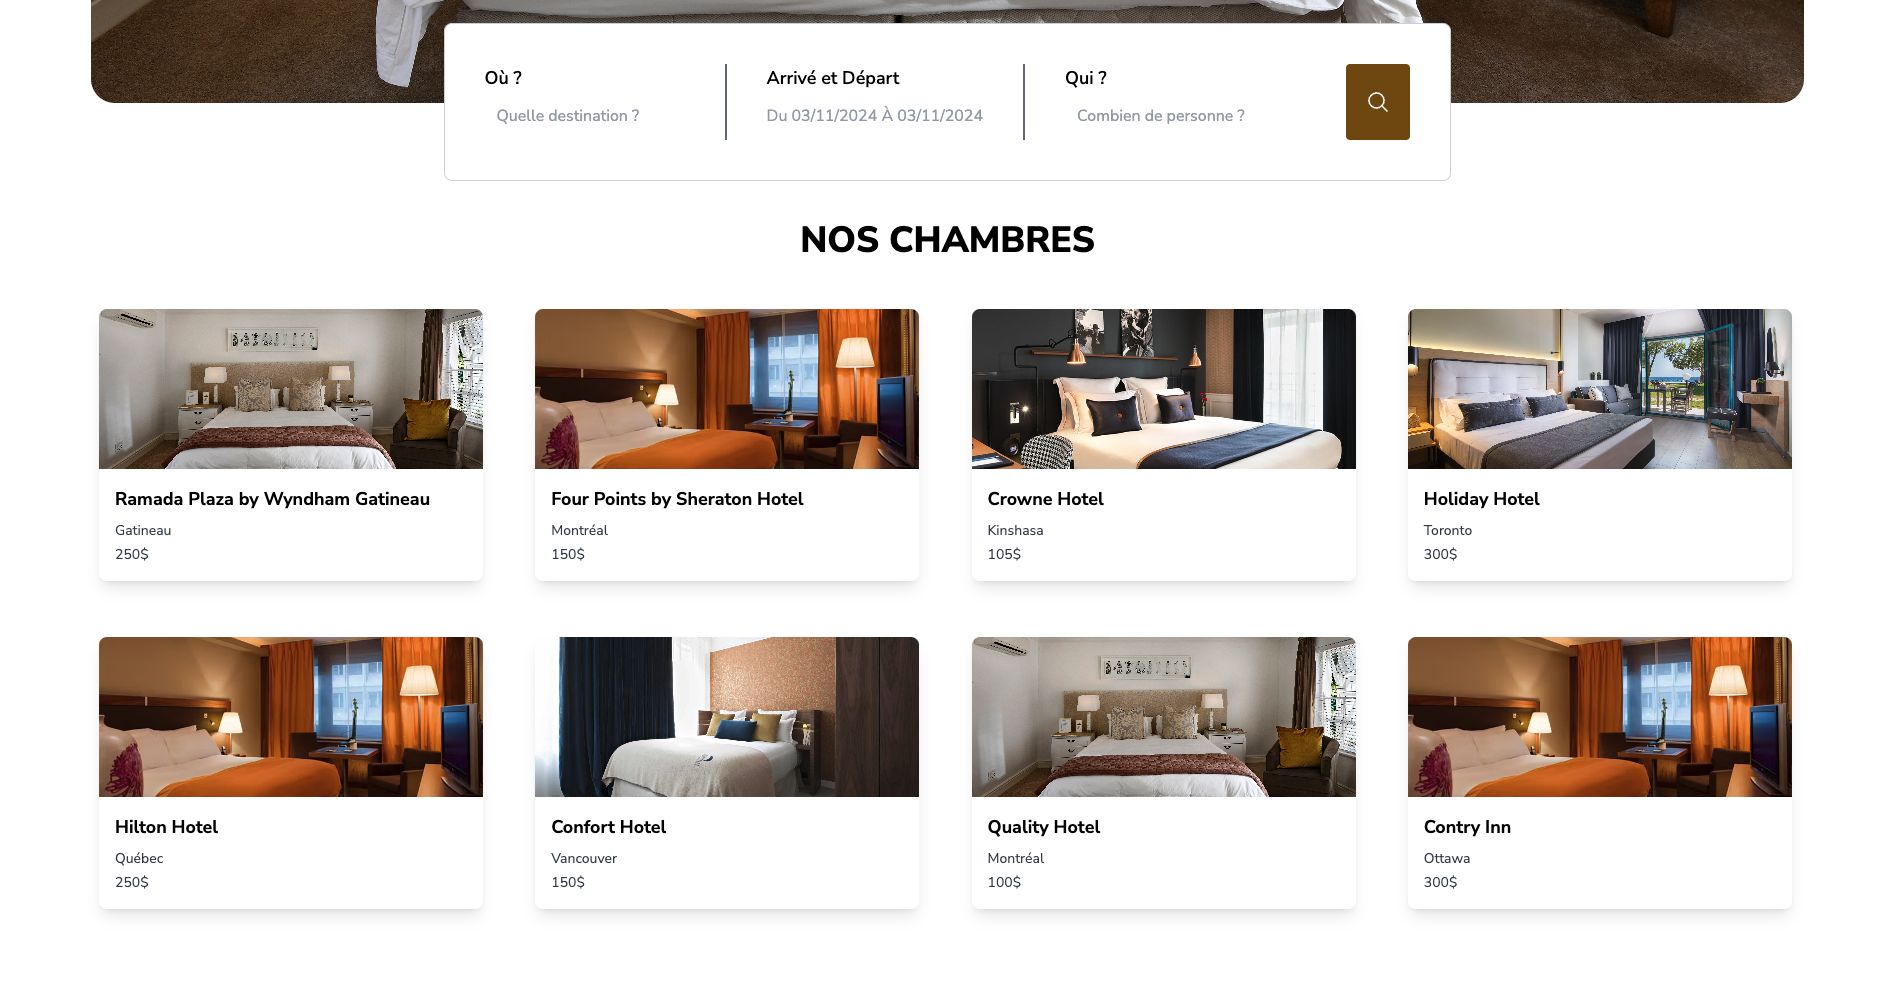 Où ?
Quelle destination ?
Arrivé et Départ
Du 03/11/2024 À 03/11/2024
Qui ?
Combien de personne ?
NOS CHAMBRES
Ramada Plaza by Wyndham Gatineau
Gatineau
250$
Four Points by Sheraton Hotel
Montréal
150$
Crowne Hotel
Kinshasa
105$
Holiday Hotel
Toronto
300$
Hilton Hotel
Québec
250$
Confort Hotel
Vancouver
150$
Quality Hotel
Montréal
100$
Contry Inn
Ottawa
300$